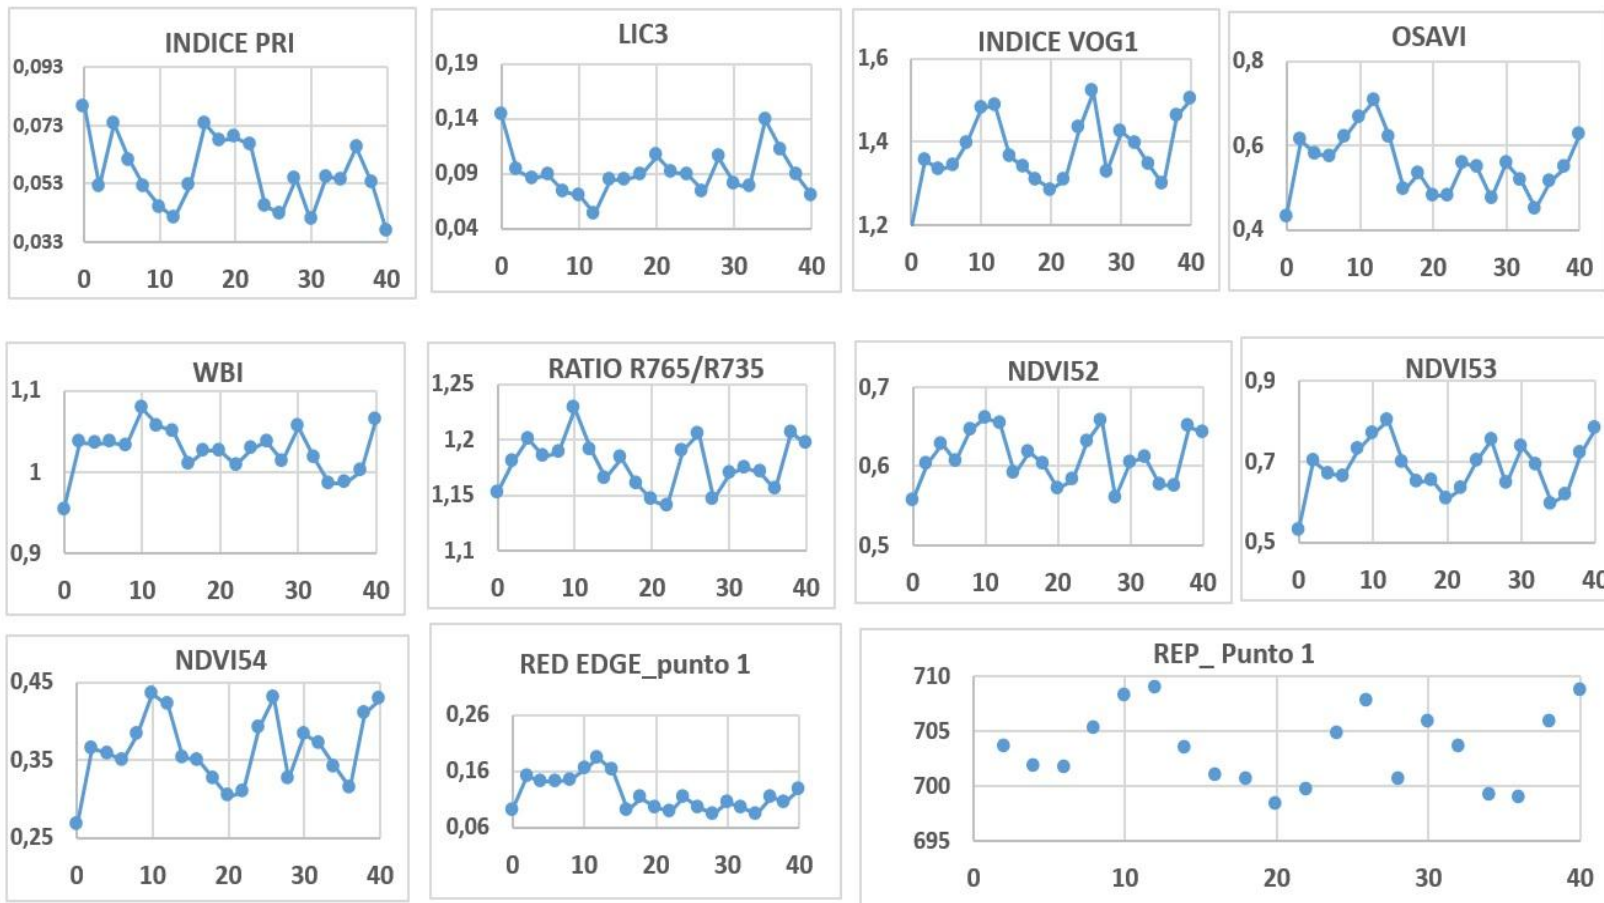 INDICE PRI
0,093
0,073
0,053
0,033
0 10 20 30 40
LIC3
0,19
0,14
0,09
0,04
0 10 20 30 40
INDICE VOG1
1,6
1,4
1,2
0 10 20 30 40
OSAVI
0,8
0,6
0,4
0 10 20 30 40
WBI
1,1
1
0,9
0 10 20 30 40
RATIO R765/R735
1,25
1,2
1,15
1,1
0 10 20 30 40
NDVI52
0,7
0,6
0,5
0 10 20 30 40
NDVI53
0,9
0,7
0,5
0 10 20 30 40
NDVI54
0,45
0,35
0,25
0 10 20 30 40
RED EDGE_punto 1
0,26
0,16
0,06
0 10 20 30 40
REP_ Punto 1
710
705
700
695
0 10 20 30 40